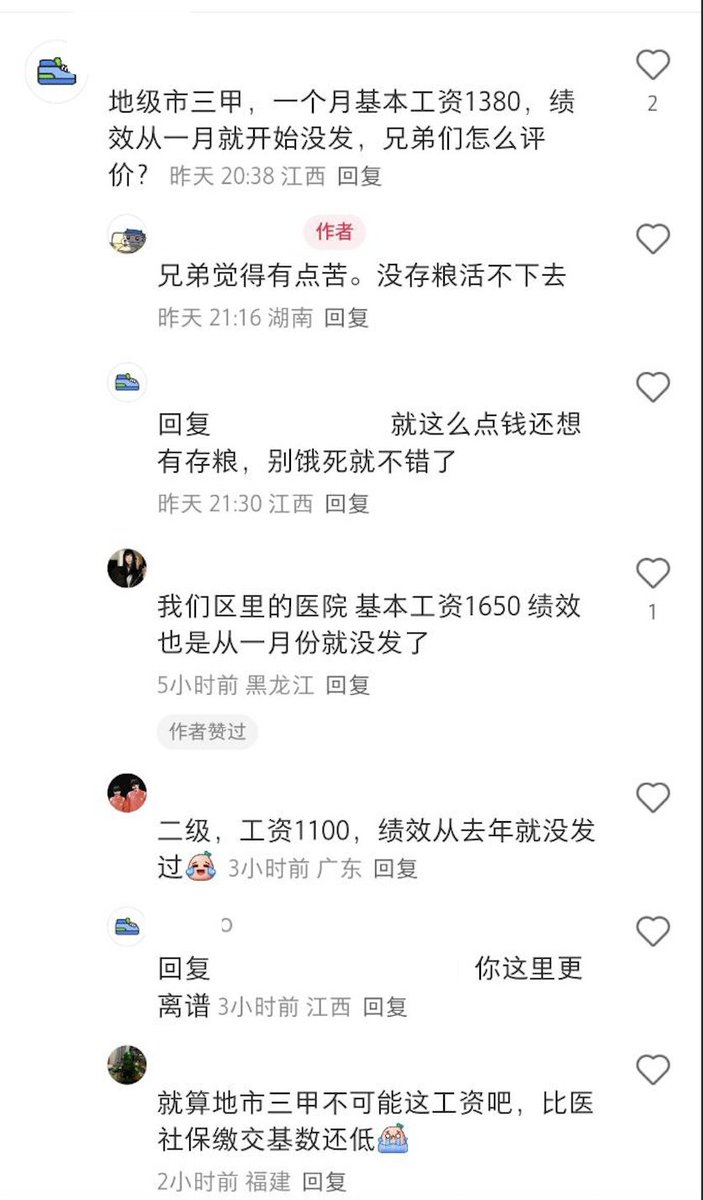 地级市三甲，一个月基本工资1380，绩
效从一月就开始没发，兄弟们怎么评
价？ 昨天 20:38 江西 回复
2
作者
兄弟觉得有点苦。没存粮活不下去
昨天 21:16 湖南 回复
回复 就这么点钱还想
有存粮，别饿死就不错了
昨天 21:30 江西 回复
我们区里的医院 基本工资1650 绩效
也是从一月份就没发了
1
5小时前 黑龙江 回复
作者赞过
二级，工资1100，绩效从去年就没发
过 3小时前 广东 回复
回复 你这里更
离谱 3小时前 江西 回复
就算地市三甲不可能这工资吧，比医
社保缴交基数还低
2小时前 福建 回复